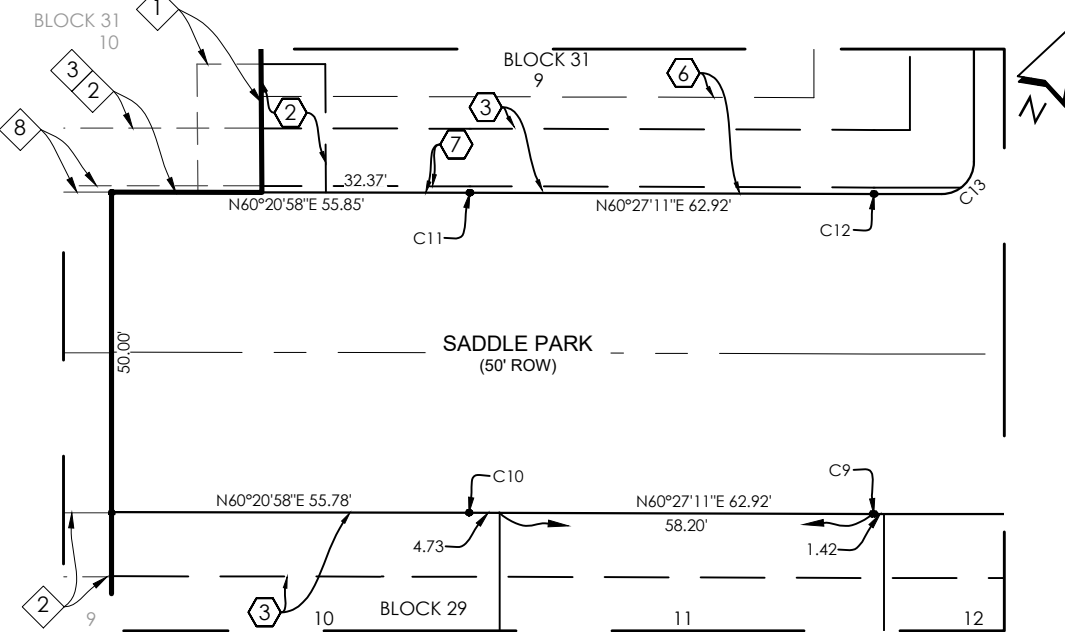 1
BLOCK 31
10
3
2
8
BLOCK 31
9
6
2
3
7
N
32.37'
N60°20'58"E 55.85'
N60°27'11"E 62.92'
C13
C11
C12
50.00'
SADDLE PARK
(50' ROW)
C10
C9
N60°20'58"E 55.78'
N60°27'11"E 62.92'
58.20'
4.73
1.42
2
9
3
10
BLOCK 29
11
12